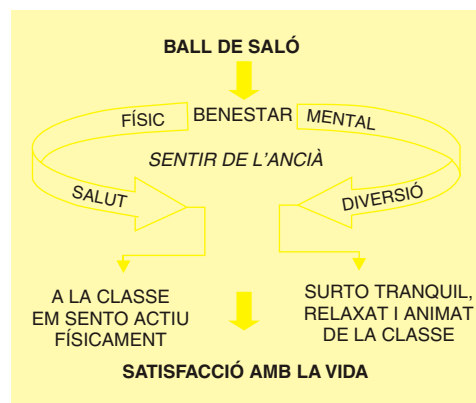 BALL DE SALÓ
FÍSIC BENESTAR MENTAL
SENTIR DE L'ANCIÀ
SALUT DIVERSIÓ
A LA CLASSE
EM SENTO ACTIU
FÍSICAMENT
SURTO TRANQUIL,
RELAXAT I ANIMAT
DE LA CLASSE
SATISFACCIÓ AMB LA VIDA